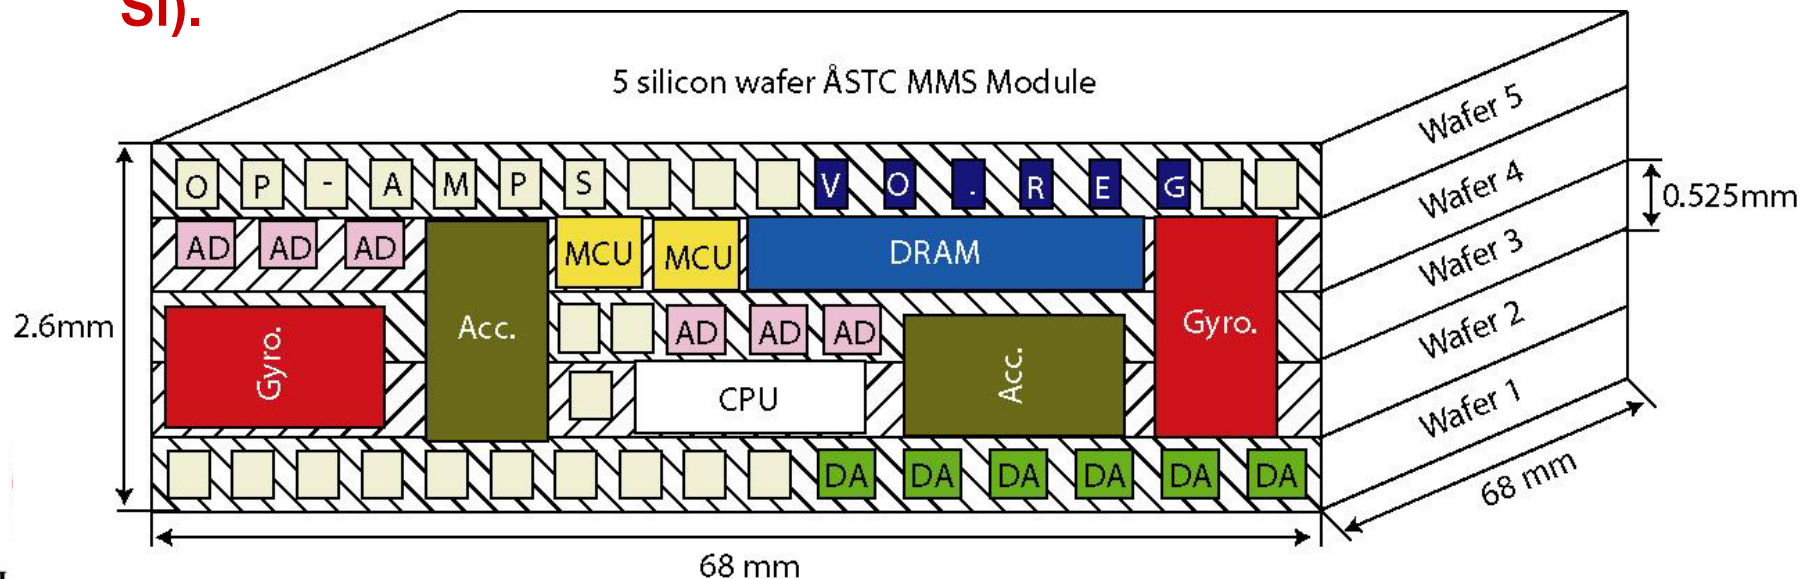 SI).
5 silicon wafer ÅSTC MMS Module
Wafer 5
Wafer 4
Wafer 3
Wafer 2
Wafer 1
0.525mm
2.6mm
O P - A M P S V O . R E G
AD AD AD Acc. MCU MCU DRAM Gyro.
Gyro. AD AD AD Acc.
CPU
DA DA DA DA DA DA
68 mm
68 mm